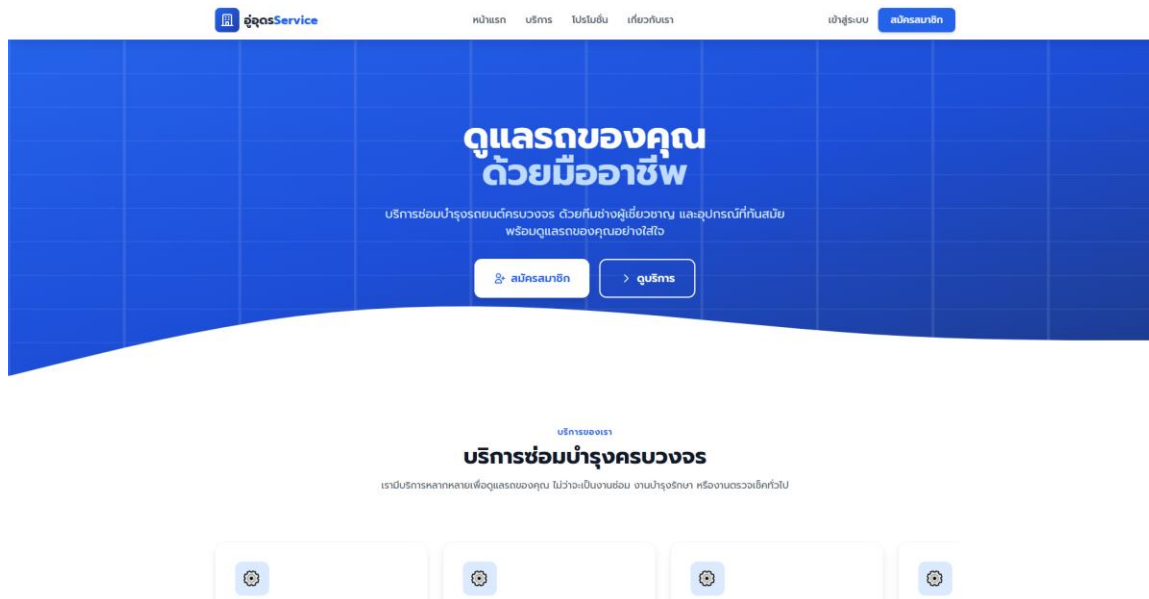 อู่อุดรService
หน้าแรก บริการ โปรโมชั่น เกี่ยวกับเรา
เข้าสู่ระบบ สมัครสมาชิก
ดูแลรถของคุณ
ด้วยมืออาชีพ
บริการซ่อมบำรุงรถยนต์ครบวงจร ด้วยทีมช่างผู้เชี่ยวชาญ และอุปกรณ์ที่ทันสมัย
พร้อมดูแลรถของคุณอย่างใส่ใจ
สมัครสมาชิก ดูบริการ
บริการของเรา
บริการซ่อมบำรุงครบวงจร
เรามีบริการหลากหลายเพื่อดูแลรถของคุณ ไม่ว่าจะเป็นงานซ่อม งานบำรุงรักษา หรืองานตรวจเช็คทั่วไป